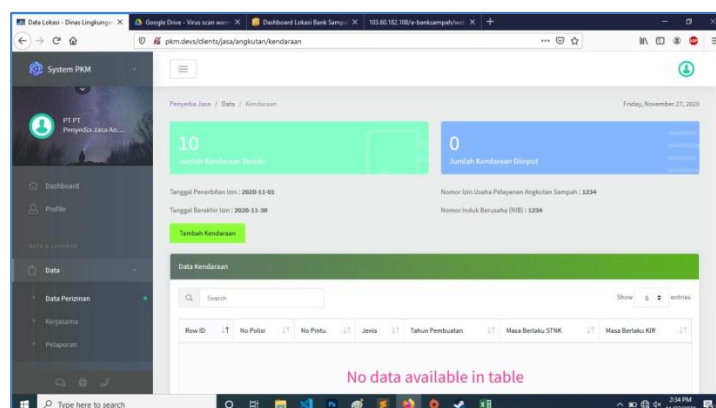 Data Lokasi - Dinas Lingkungan
Google Drive - Virus scan warn
Dashboard Lokasi Bank Sampa
103.60.182.108/e-banksampah/web
pkm.devs/clients/jasa/angkutan/kendaraan
System PKM
PT PT
Penyedia Jasa An...
Penyedia Jasa / Data / Kendaraan
Friday, November 27, 2020
10
0
Jumlah Kendaraan Diinput
Tanggal Penerbitan Izin : 2020-11-01
Nomor Izin Usaha Pelayanan Angkutan Sampah : 1234
Tanggal Berakhir Izin : 2020-11-30
Nomor Induk Berusaha (NIB) : 1234
Tambah Kendaraan
Dashboard
Profile
DATA & LAPORAN
Data
Data Perizinan
Kerjasama
Pelaporan
Data Kendaraan
Search
Show 5 entries
Row ID No Polisi No Pintu Jenis Tahun Pembuatan Masa Berlaku STNK Masa Berlaku KIR
No data available in table
Type here to search
2:34 PM